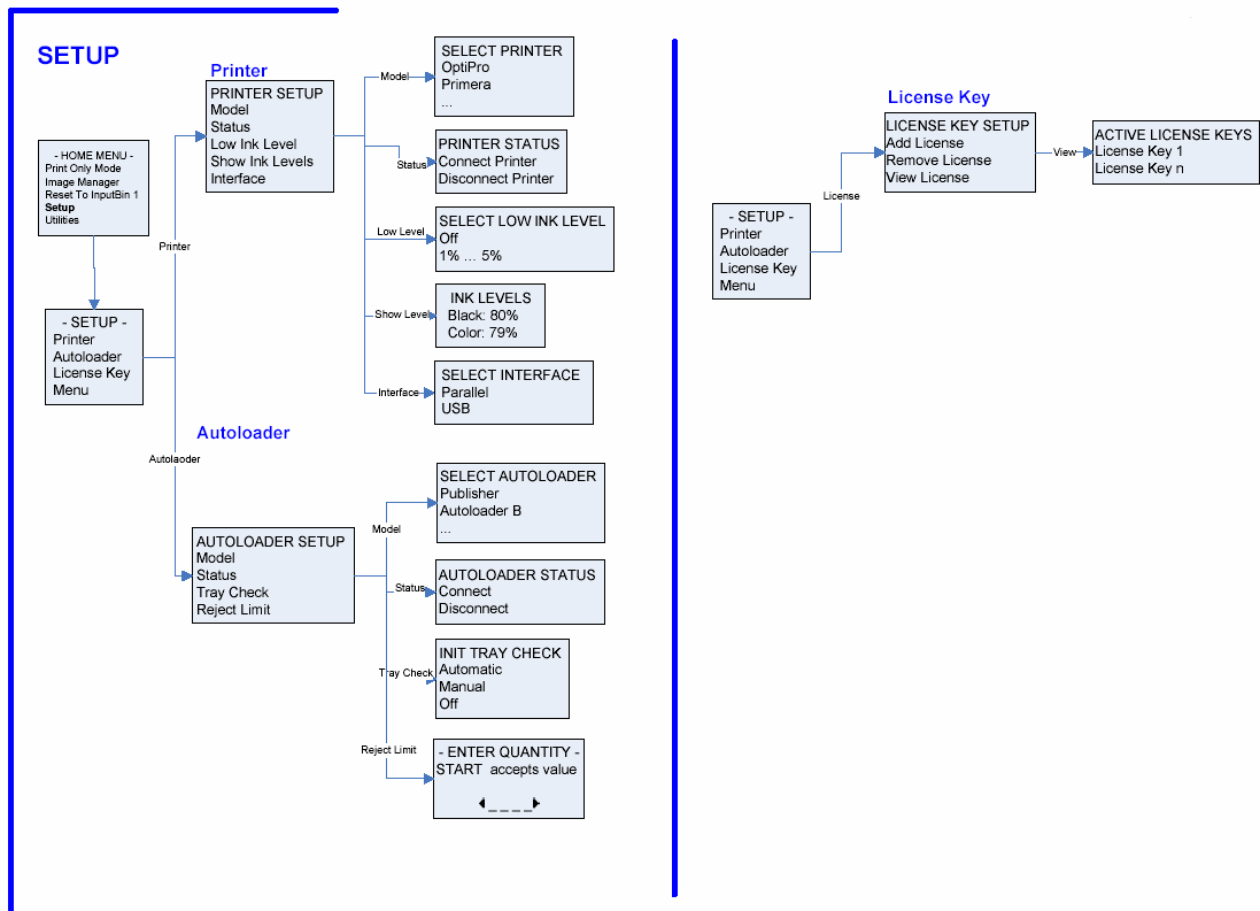 SETUP
- HOME MENU -
Print Only Mode
Image Manager
Reset To InputBin 1
Setup
Utilities
- SETUP -
Printer
Autoloader
License Key
Menu
Printer
Printer
PRINTER SETUP
Model
Status
Low Ink Level
Show Ink Levels
Interface
Model
SELECT PRINTER
OptiPro
Primera
...
Status
PRINTER STATUS
Connect Printer
Disconnect Printer
Low Level
SELECT LOW INK LEVEL
Off
1% ... 5%
Show Level
INK LEVELS
Black: 80%
Color: 79%
Interface
SELECT INTERFACE
Parallel
USB
Autoloader
Autolaoder
AUTOLOADER SETUP
Model
Status
Tray Check
Reject Limit
Model
SELECT AUTOLOADER
Publisher
Autoloader B
...
Status
AUTOLOADER STATUS
Connect
Disconnect
Tray Check
INIT TRAY CHECK
Automatic
Manual
Off
Reject Limit
- ENTER QUANTITY -
START accepts value
_ _ _ _
- SETUP -
Printer
Autoloader
License Key
Menu
License
License Key
LICENSE KEY SETUP
Add License
Remove License
View License
View
ACTIVE LICENSE KEYS
License Key 1
License Key n